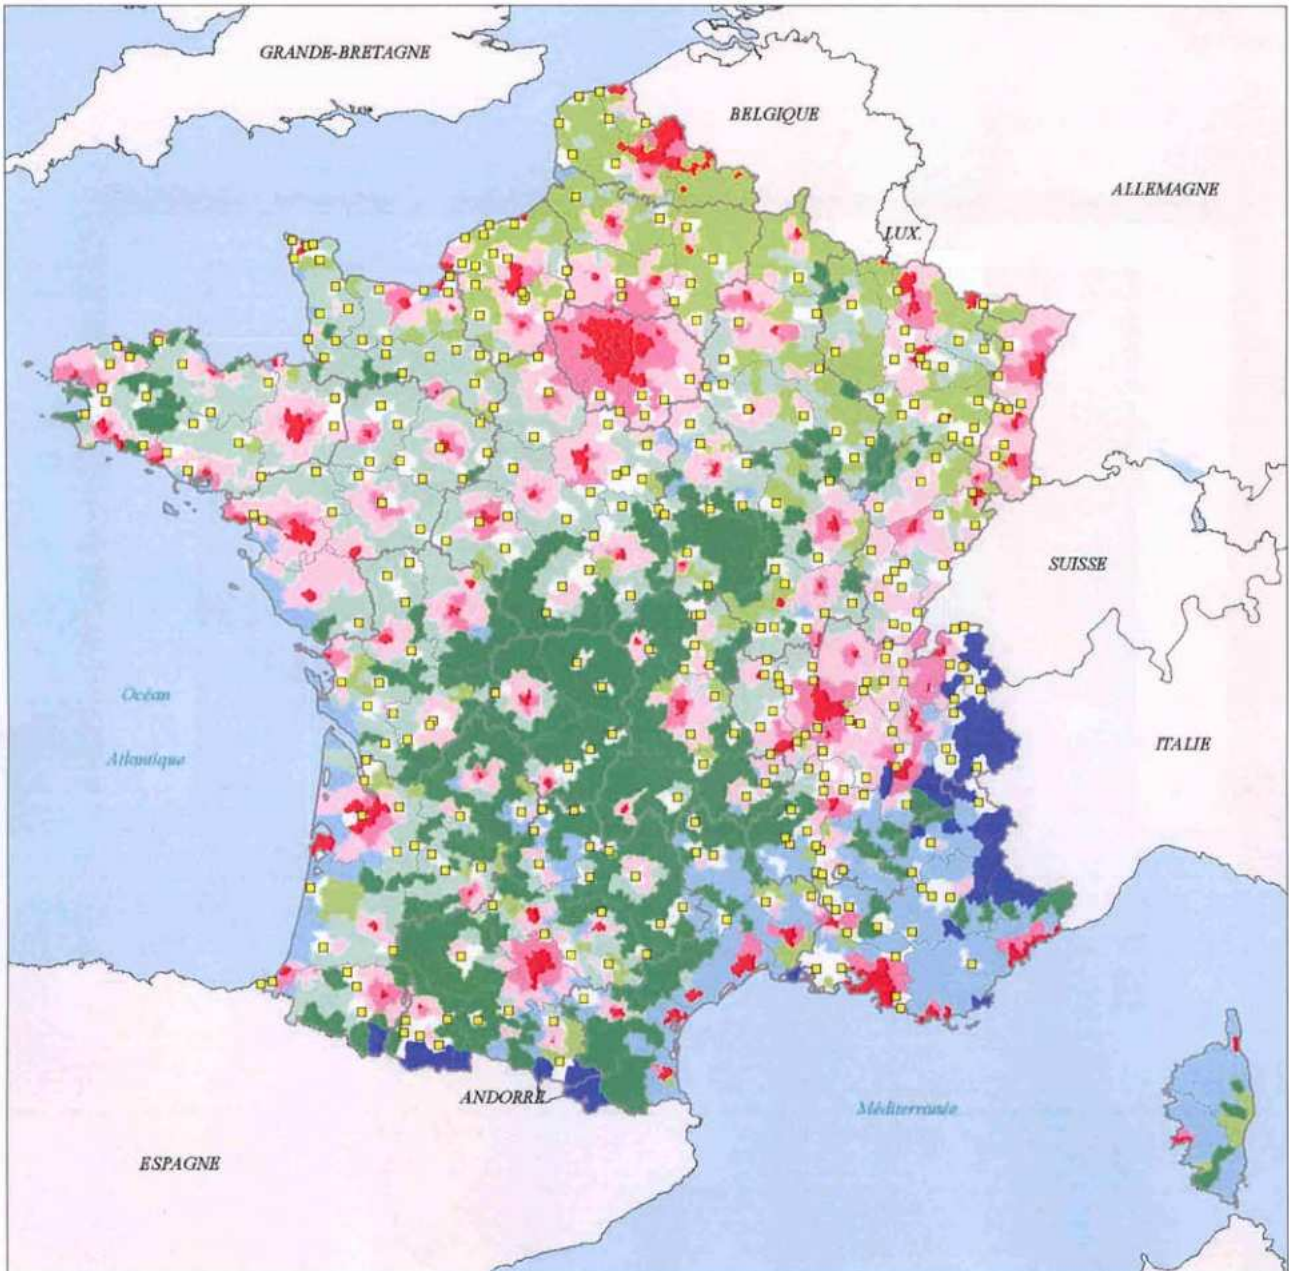 GRANDE-BRETAGNE
BELGIQUE
ALLEMAGNE
LUX.
SUISSE
Océan
Atlantique
ITALIE
ANDORRE
Méditerranée
ESPAGNE